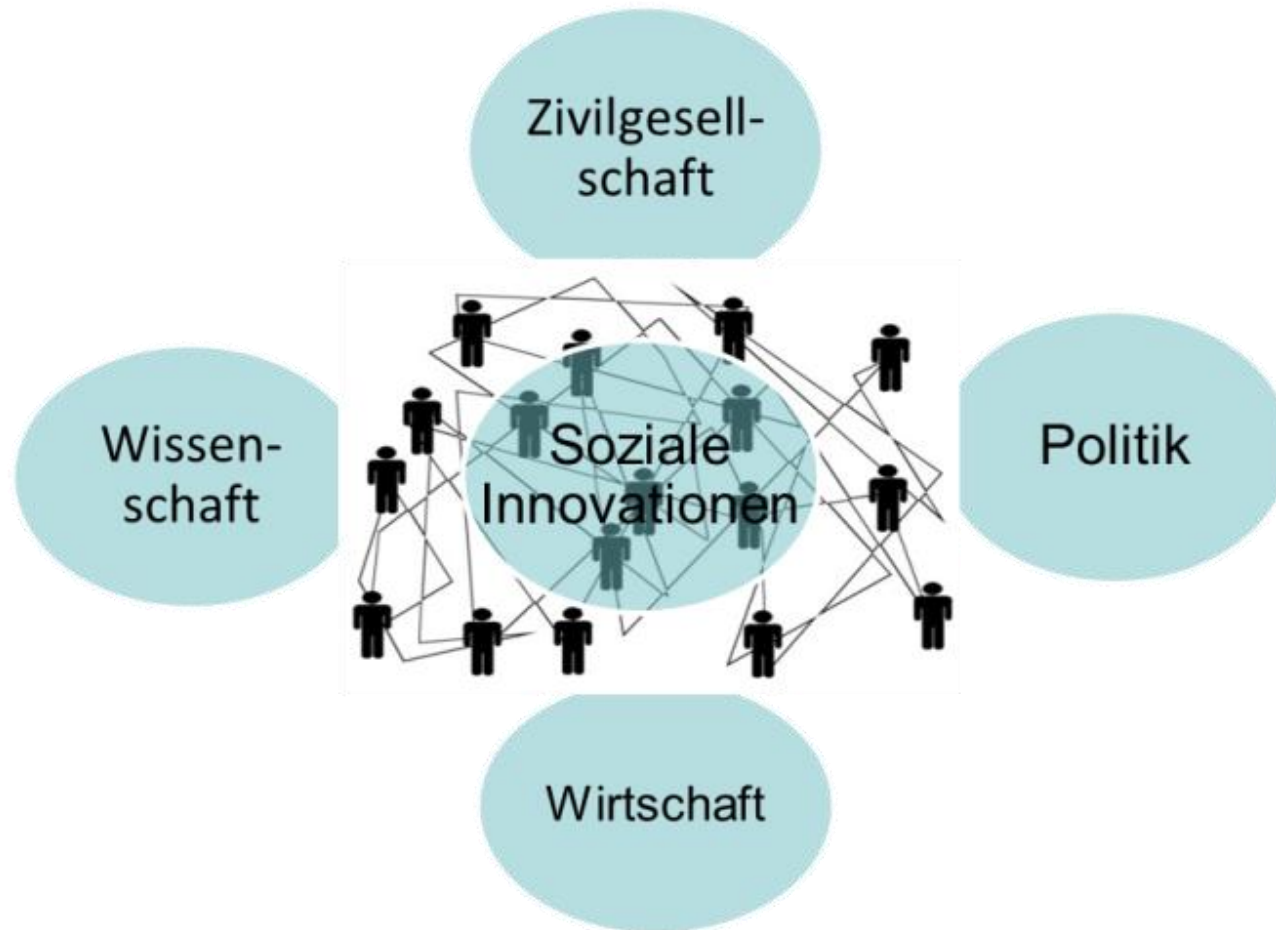 Zivilgesell-
schaft
Wissen-
schaft
Soziale
Innovationen
Politik
Wirtschaft